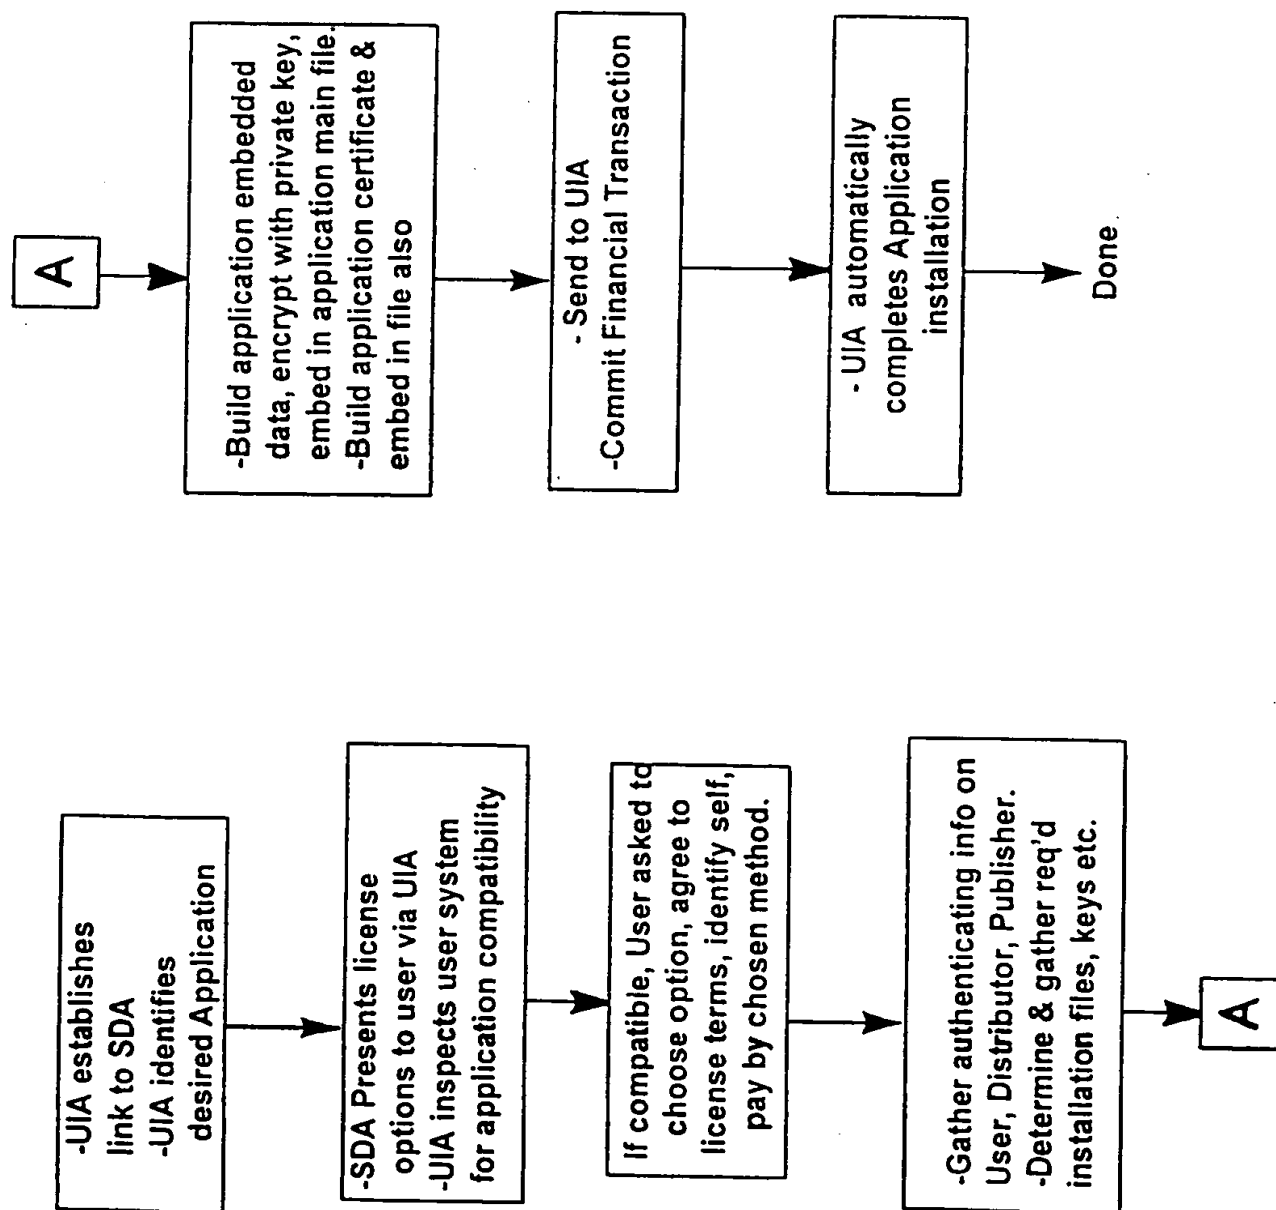 -UIA establishes
link to SDA
-UIA identifies
desired Application
-SDA Presents license
options to user via UIA
-UIA inspects user system
for application compatibility
If compatible, User asked to
choose option, agree to
license terms, identify self,
pay by chosen method.
-Gather authenticating info on
User, Distributor, Publisher.
-Determine & gather req'd
installation files, keys etc.
A
A
-Build application embedded
data, encrypt with private key,
embed in application main file.
-Build application certificate &
embed in file also
- Send to UIA
-Commit Financial Transaction
- UIA automatically
completes Application
installation
Done